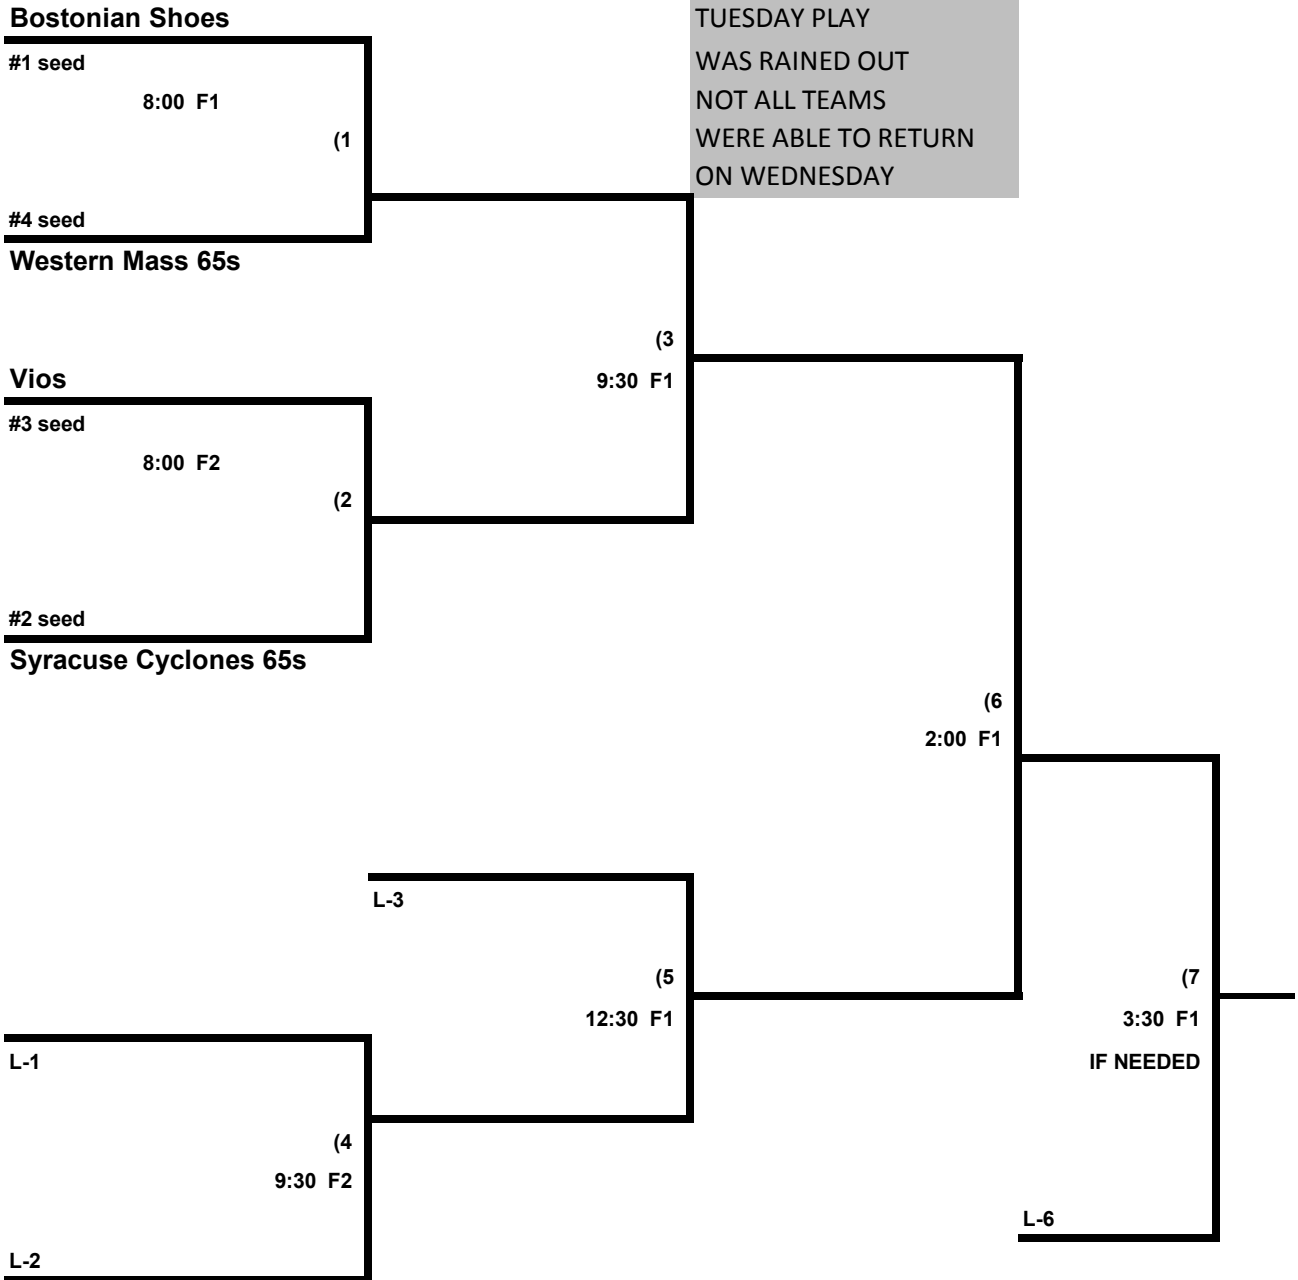 Bostonian Shoes
#1 seed
8:00 F1
(1
#4 seed
Western Mass 65s
TUESDAY PLAY
WAS RAINED OUT
NOT ALL TEAMS
WERE ABLE TO RETURN
ON WEDNESDAY
(3
9:30 F1
Vios
#3 seed
8:00 F2
(2
#2 seed
Syracuse Cyclones 65s
(6
2:00 F1
L-3
(5
12:30 F1
(7
3:30 F1
IF NEEDED
L-1
(4
9:30 F2
L-2
L-6